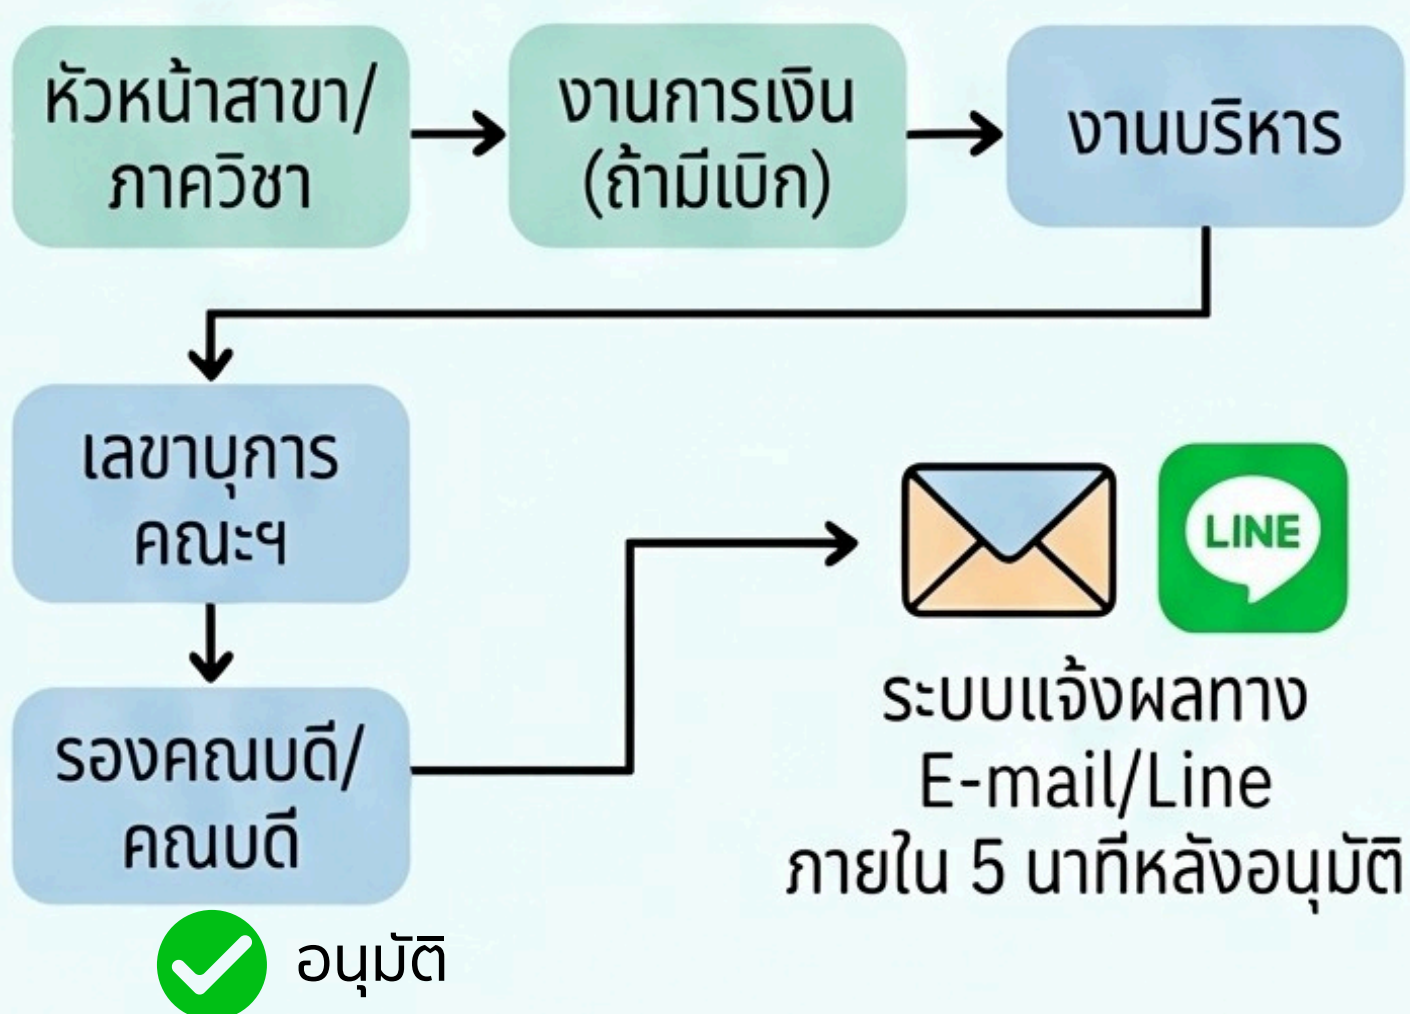 หัวหน้าสาขา/
ภาควิชา
งานการเงิน
(ถ้ามีเบิก)
งานบริหาร
เลขานุการ
คณะฯ
รองคณบดี/
คณบดี
อนุมัติ
LINE
ระบบแจ้งผลทาง
E-mail/Line
ภายใน 5 นาทีหลังอนุมัติ